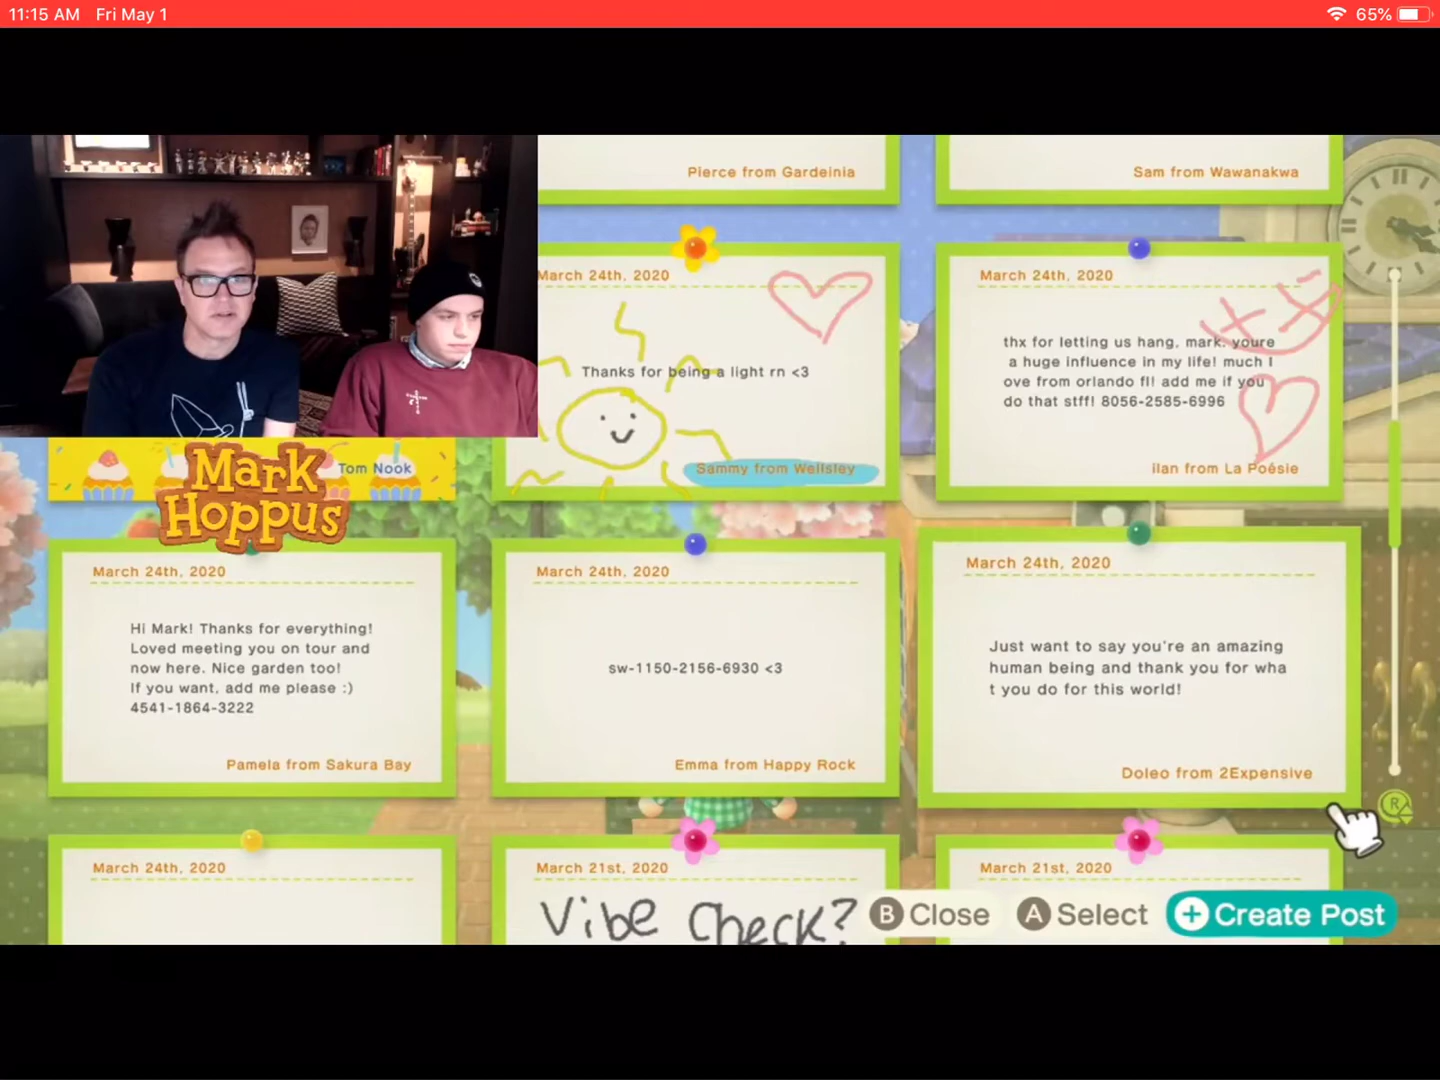 11:15 AM Fri May 1
65%
Pierce from Gardeinia
Sam from Wawanakwa
March 24th, 2020
Thanks for being a light rn <3
Sammy from Wellsley
March 24th, 2020
thx for letting us hang, mark. youre
a huge influence in my life! much l
ove from orlando fl! add me if you
do that stff! 8056-2585-6996
ilan from La Poésie
Mark
Hoppus
Tom Nook
March 24th, 2020
Hi Mark! Thanks for everything!
Loved meeting you on tour and
now here. Nice garden too!
If you want, add me please :)
4541-1864-3222
Pamela from Sakura Bay
March 24th, 2020
sw-1150-2156-6930 <3
Emma from Happy Rock
March 24th, 2020
Just want to say you're an amazing
human being and thank you for wha
t you do for this world!
Doleo from 2Expensive
R
March 24th, 2020
March 21st, 2020
Vibe Check?
March 21st, 2020
B Close A Select + Create Post